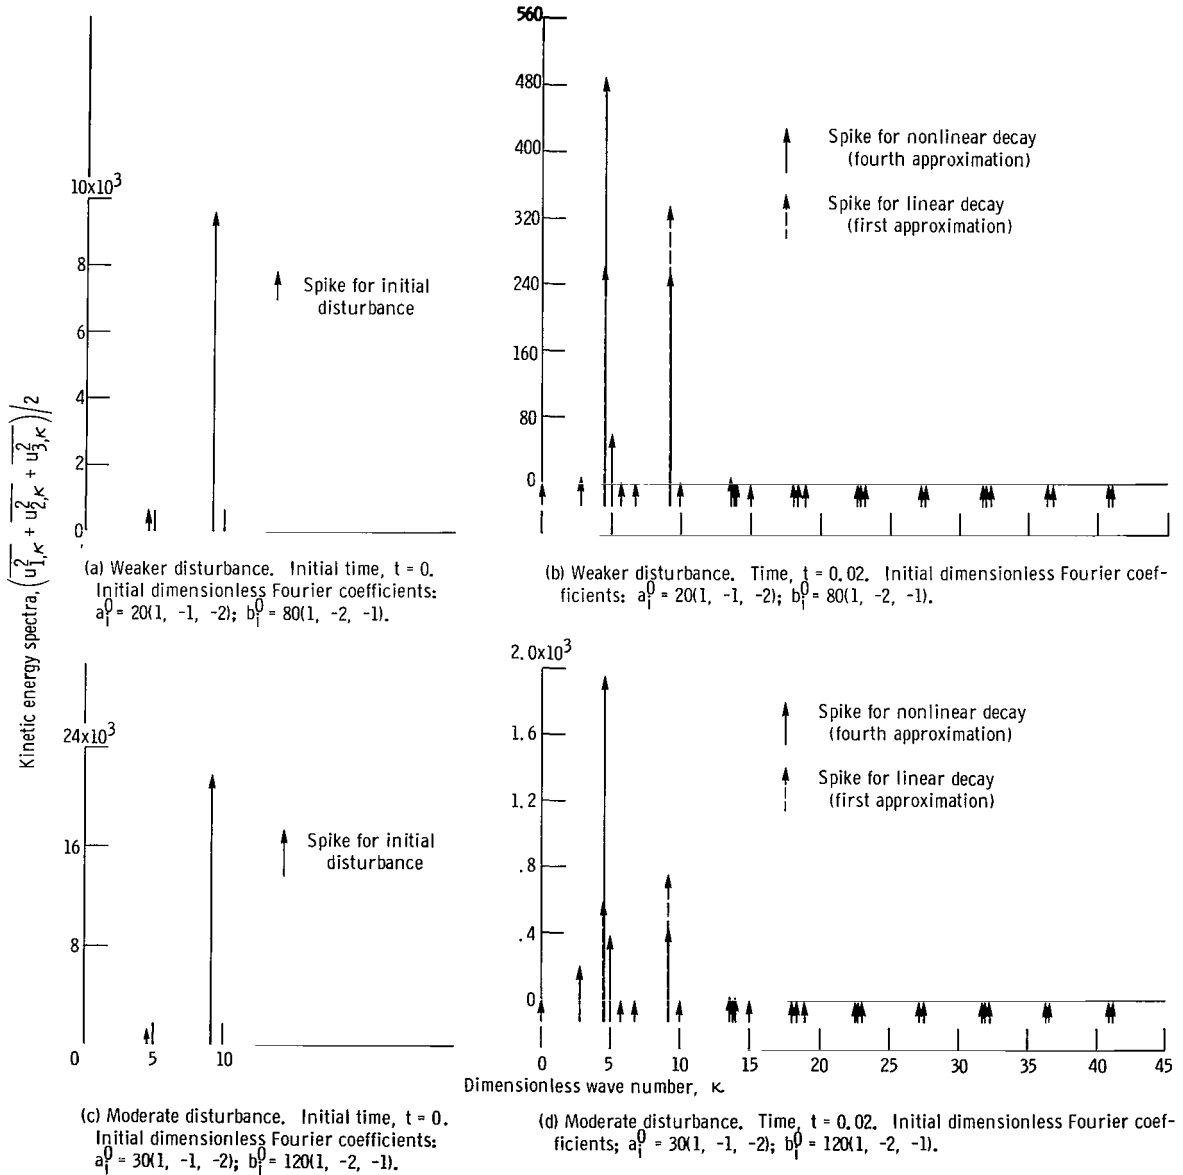 Kinetic energy spectra, (u²₁,κ + u²₂,κ + u²₃,κ)/2
10x10³
8
6
4
2
0
Spike for initial
disturbance
(a) Weaker disturbance. Initial time, t = 0.
Initial dimensionless Fourier coefficients:
a⁰ᵢ = 20(1, -1, -2); b⁰ᵢ = 80(1, -2, -1).
560
480
400
320
240
160
80
0
Spike for nonlinear decay
(fourth approximation)
Spike for linear decay
(first approximation)
(b) Weaker disturbance. Time, t = 0.02. Initial dimensionless Fourier coef-
ficients: a⁰ᵢ = 20(1, -1, -2); b⁰ᵢ = 80(1, -2, -1).
24x10³
16
8
0
5
10
Spike for initial
disturbance
(c) Moderate disturbance. Initial time, t = 0.
Initial dimensionless Fourier coefficients:
a⁰ᵢ = 30(1, -1, -2); b⁰ᵢ = 120(1, -2, -1).
2.0x10³
1.6
1.2
.8
.4
0
Spike for nonlinear decay
(fourth approximation)
Spike for linear decay
(first approximation)
0 5 10 15 20 25 30 35 40 45
Dimensionless wave number, κ
(d) Moderate disturbance. Time, t = 0.02. Initial dimensionless Fourier coef-
ficients; a⁰ᵢ = 30(1, -1, -2); b⁰ᵢ = 120(1, -2, -1).